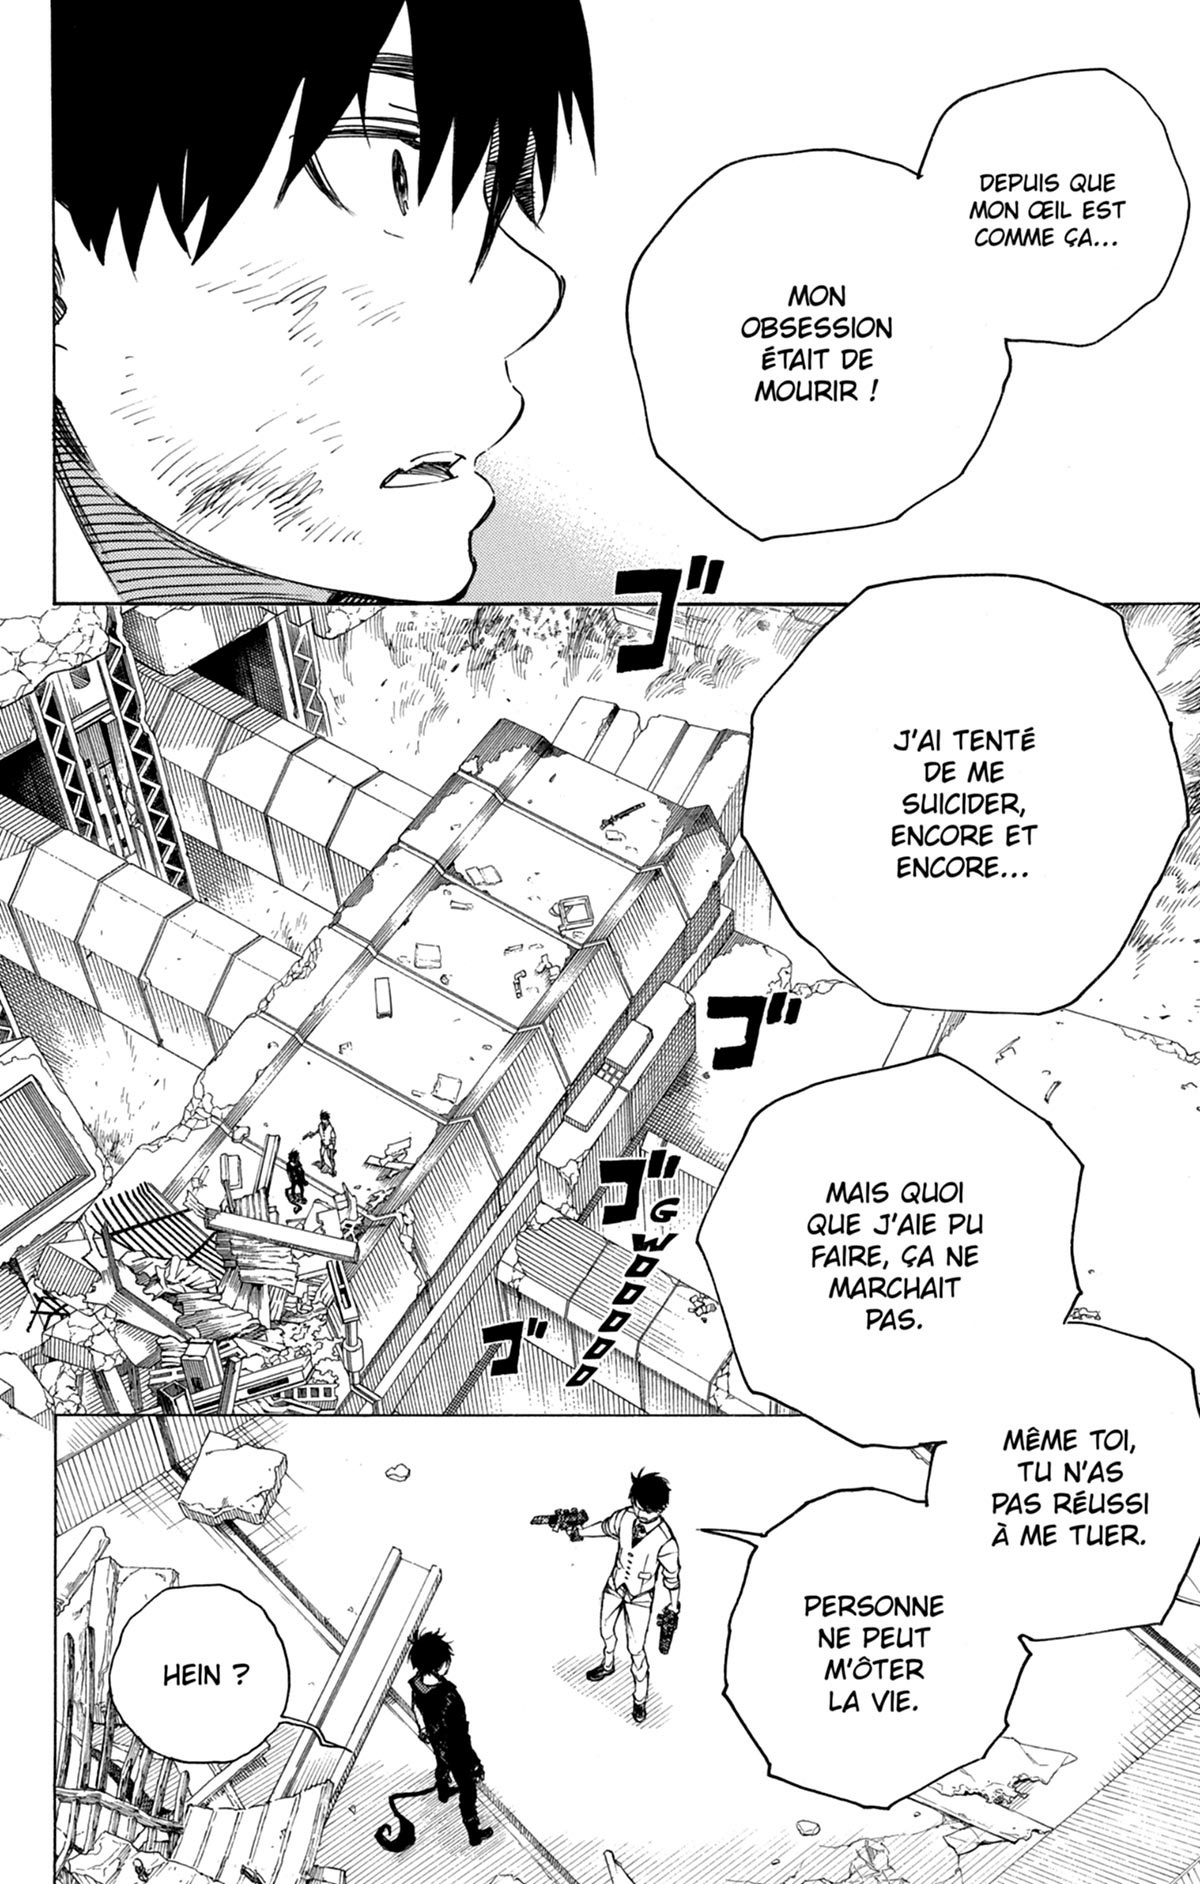 DEPUIS QUE
MON ŒIL EST
COMME ÇA...
MON
OBSESSION
ÉTAIT DE
MOURIR !
ゴ
J'AI TENTÉ
DE ME
SUICIDER,
ENCORE ET
ENCORE...
ゴ
ゴ
GWOOOOO
ゴ
MAIS QUOI
QUE J'AIE PU
FAIRE, ÇA NE
MARCHAIT
PAS.
MÊME TOI,
TU N'AS
PAS RÉUSSI
À ME TUER.
PERSONNE
NE PEUT
M'ÔTER
LA VIE.
HEIN ?